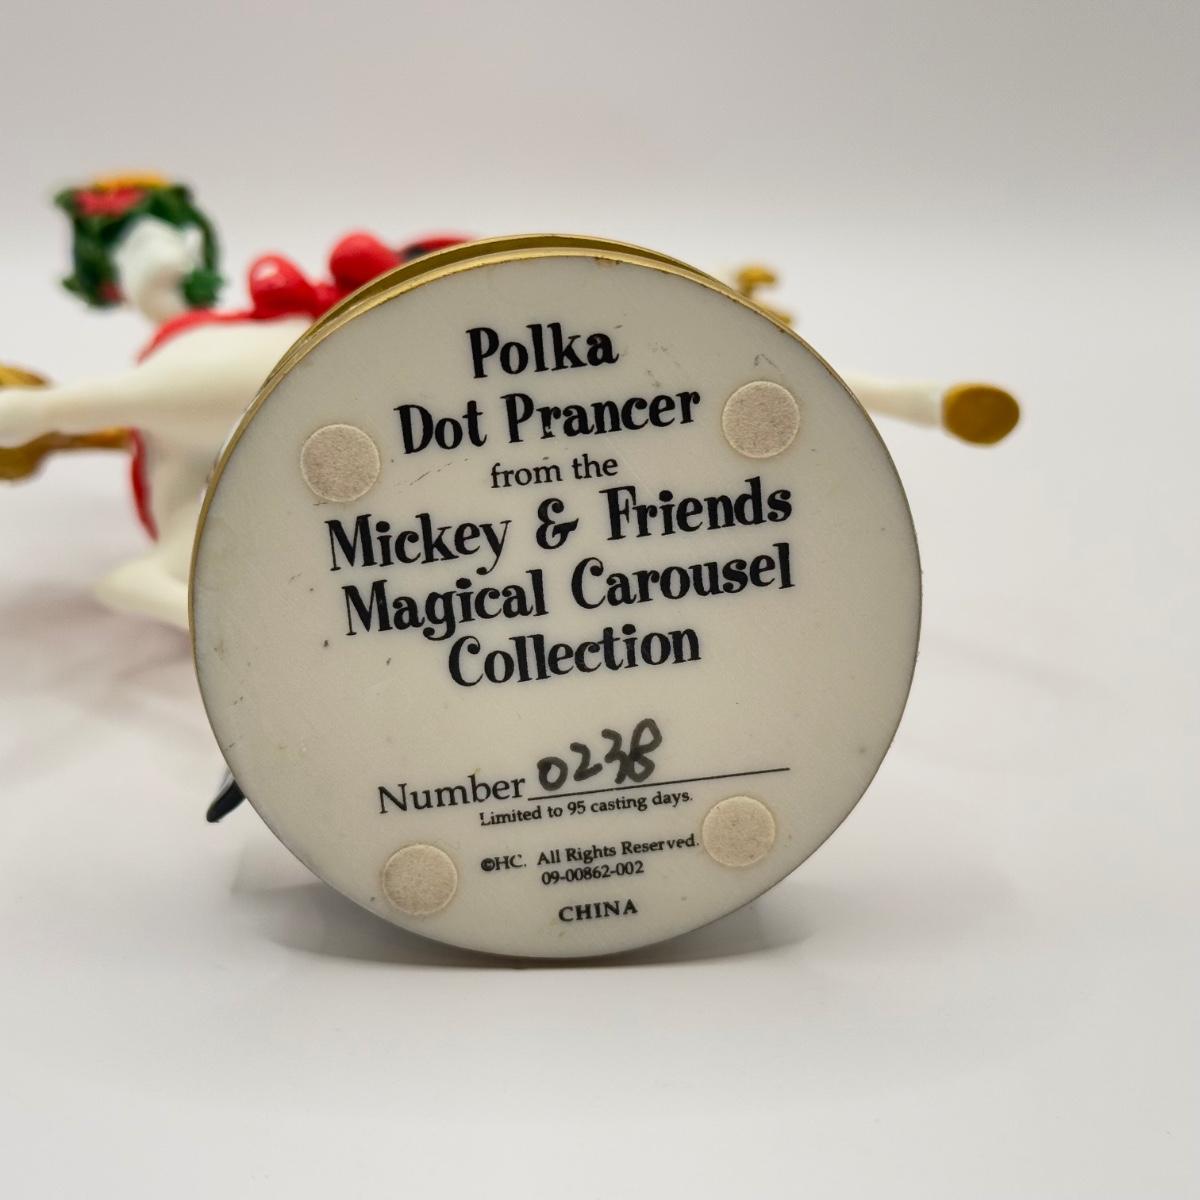 Polka
Dot Prancer
from the
Mickey & Friends
Magical Carousel
Collection
Number 0238
Limited to 95 casting days.
©HC. All Rights Reserved.
09-00862-002
CHINA